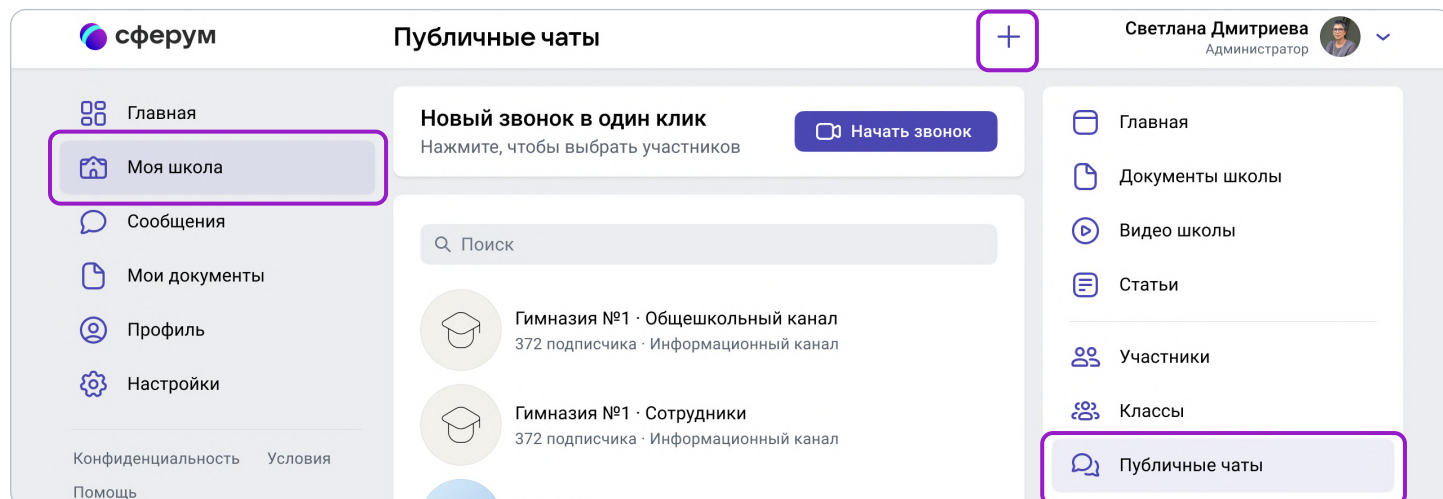 сферум
Публичные чаты
Светлана Дмитриева
Администратор
Главная
Моя школа
Сообщения
Мои документы
Профиль
Настройки
Конфиденциальность Условия
Помощь
Новый звонок в один клик
Нажмите, чтобы выбрать участников
Начать звонок
Поиск
Гимназия №1 · Общешкольный канал
372 подписчика · Информационный канал
Гимназия №1 · Сотрудники
372 подписчика · Информационный канал
Главная
Документы школы
Видео школы
Статьи
Участники
Классы
Публичные чаты